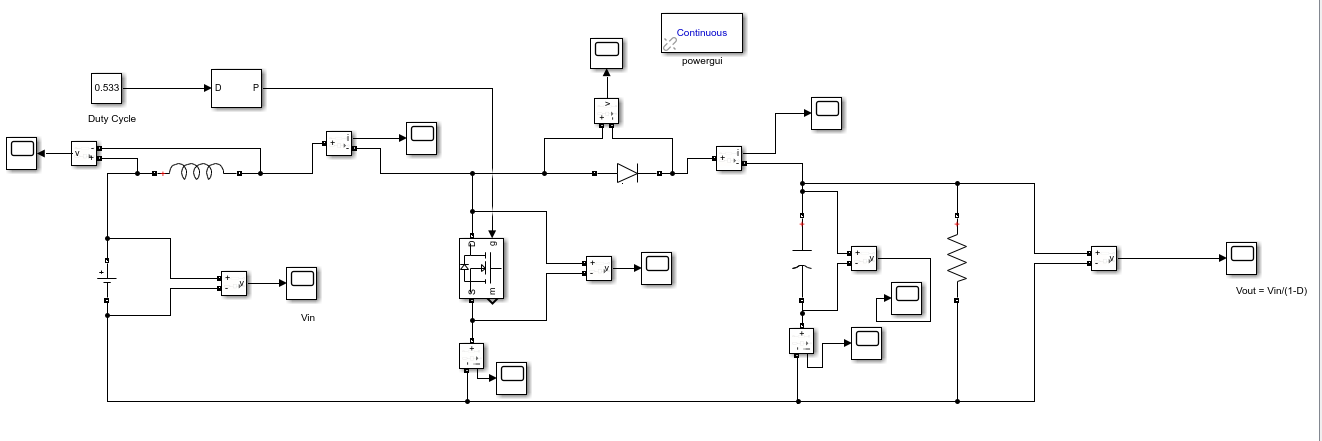 Continuous
powergui
0.533
D
P
Duty Cycle
v
+
-
+
i
-
v
+
-
+
i
-
D
g
S
m
+
-
v
+
-
v
Vin
+
-
v
+
-
v
Vout = Vin/(1-D)
+
i
-
+
i
-
+